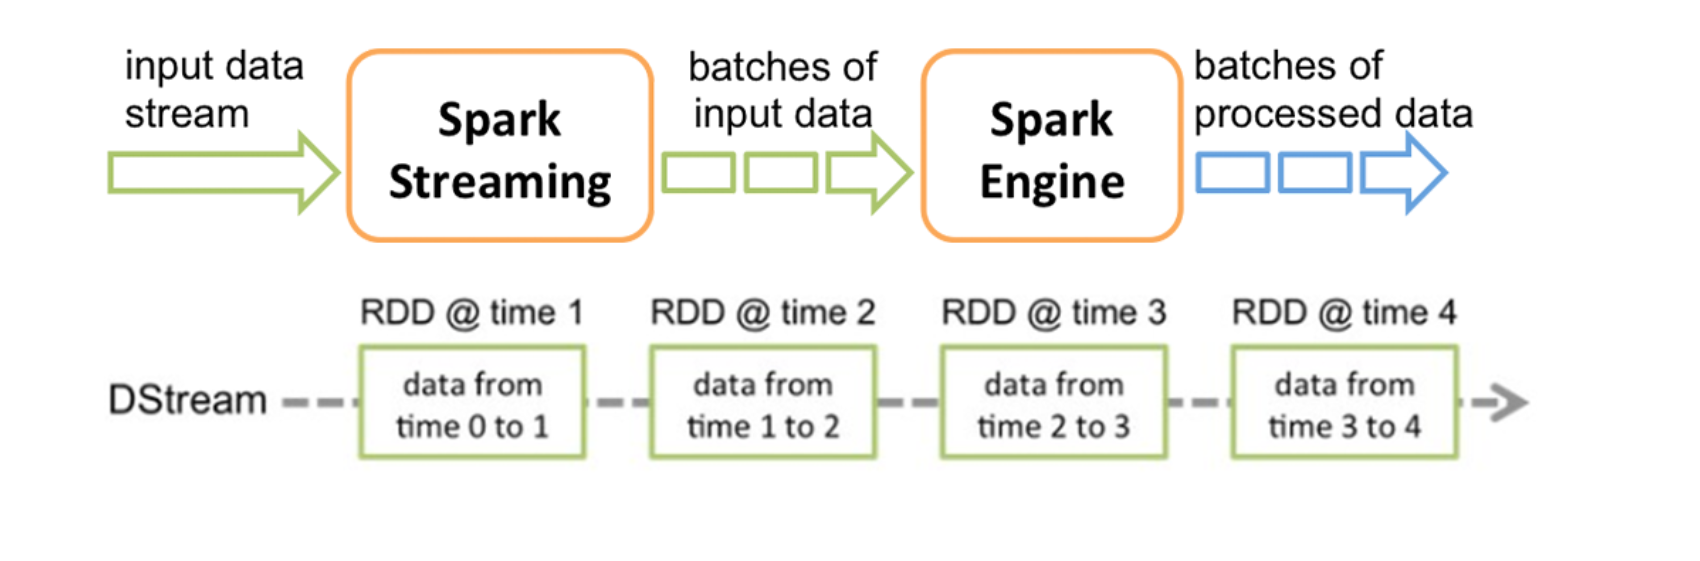 input data
stream
Spark
Streaming
batches of
input data
Spark
Engine
batches of
processed data
RDD @ time 1
RDD @ time 2
RDD @ time 3
RDD @ time 4
DStream
data from
time 0 to 1
data from
time 1 to 2
data from
time 2 to 3
data from
time 3 to 4